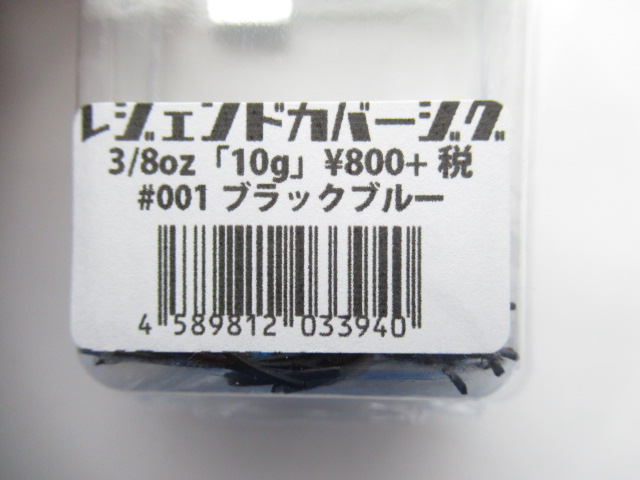 レジェンドカバージグ
3/8oz「10g」¥800+ 税
#001 ブラックブルー
4 589812 033940